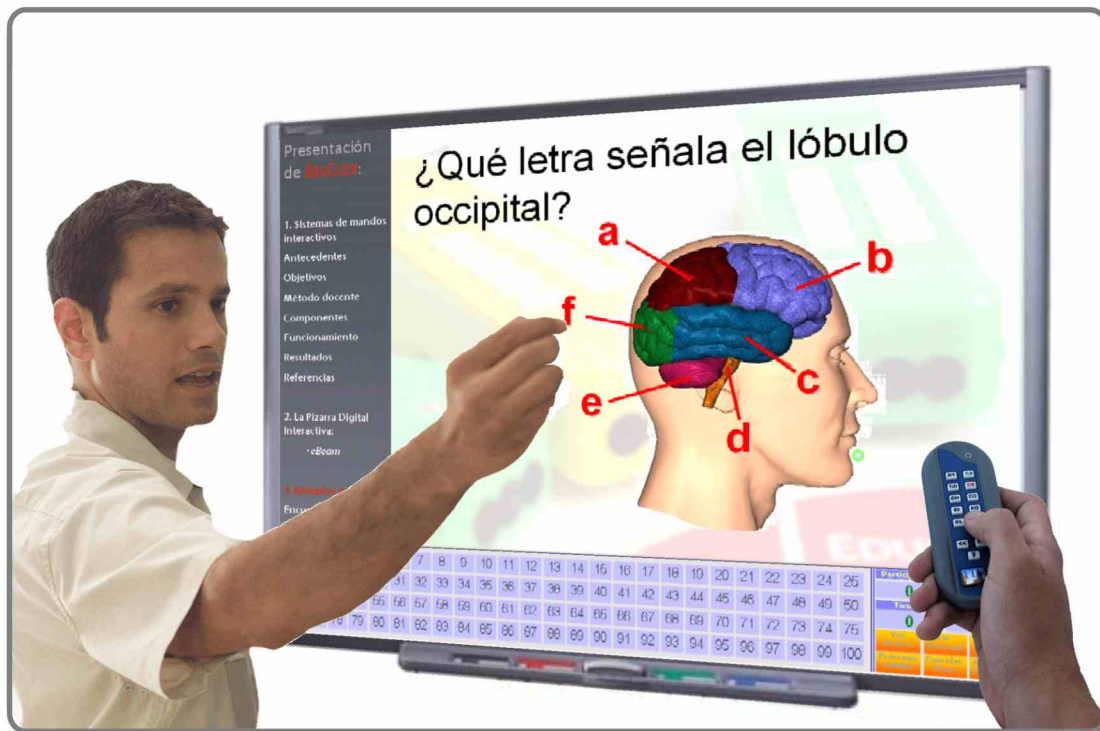 Presentación
de EduClick:
1. Sistemas de mandos
interactivos
Antecedentes
Objetivos
Método docente
Componentes
Funcionamiento
Resultados
Referencias
2. La Pizarra Digital
Interactiva:
· eBeam
¿Qué letra señala el lóbulo
occipital?
a
b
f
c
e
d
7 8 9 10 11 12 13 14 15 16 17 18 19 20 21 22 23 24 25
31 32 33 34 35 36 37 38 39 40 41 42 43 44 45 46 47 48 49 50
55 56 57 58 59 60 61 62 63 64 65 66 67 68 69 70 71 72 73 74 75
79 80 81 82 83 84 85 86 87 88 89 90 91 92 93 94 95 96 97 98 99 100
0
0